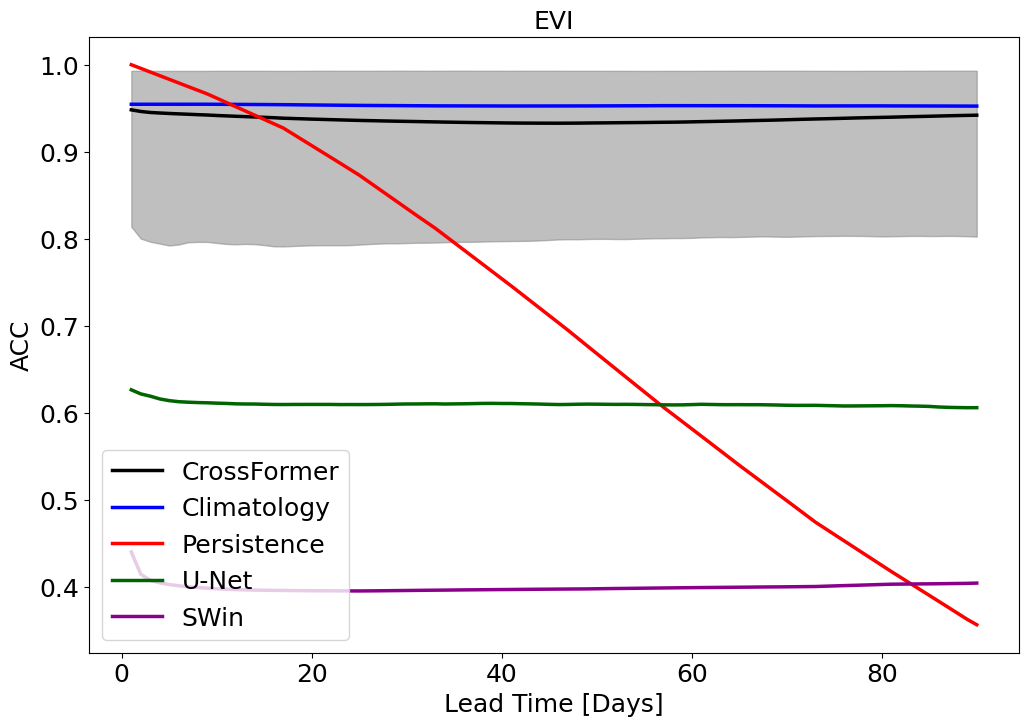 EVI
ACC
1.0
0.9
0.8
0.7
0.6
0.5
0.4
CrossFormer
Climatology
Persistence
U-Net
SWin
0 20 40 60 80
Lead Time [Days]